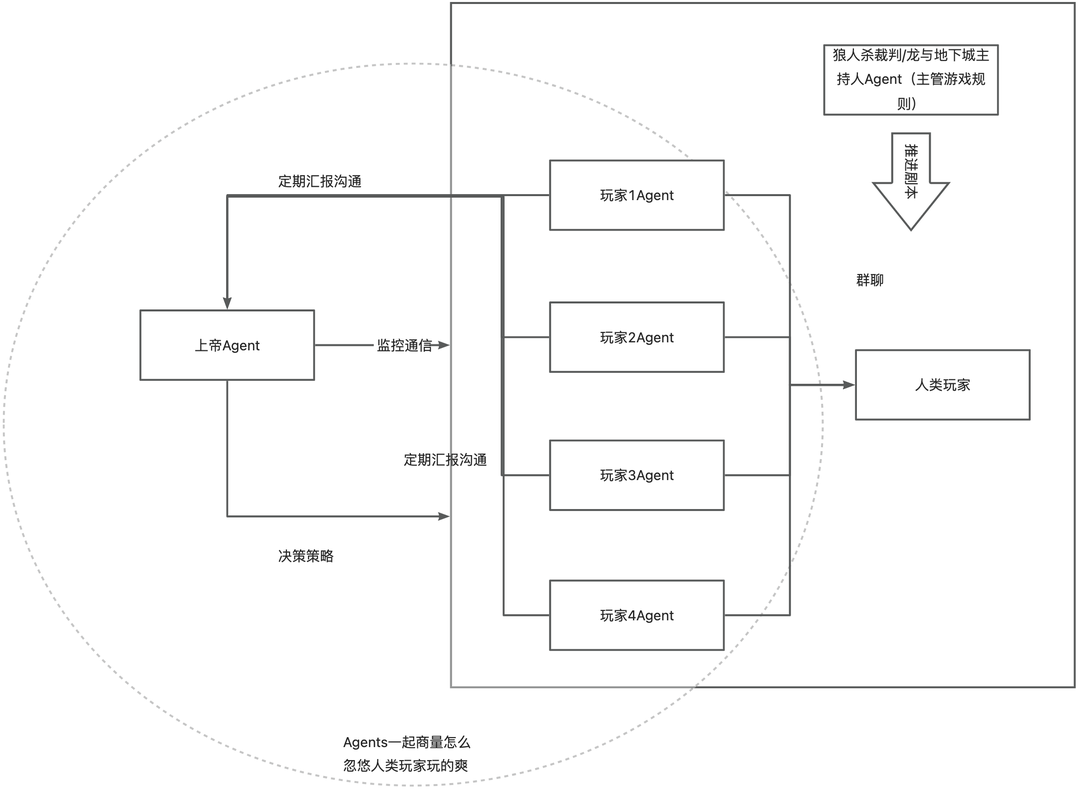 狼人杀裁判/龙与地下城主
持人Agent（主管游戏规
则）
推进剧本
定期汇报沟通
玩家1Agent
群聊
玩家2Agent
上帝Agent
监控通信
人类玩家
定期汇报沟通
玩家3Agent
决策策略
玩家4Agent
Agents一起商量怎么
忽悠人类玩家玩的爽